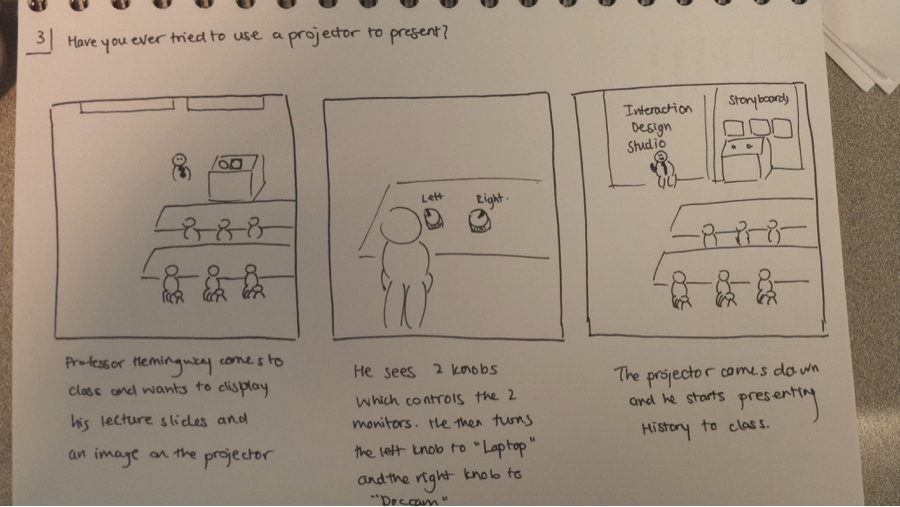 3
Have you ever tried to use a projector to present?
Left
Right.
Interaction
Design
Studio
Storyboards
Professor Hemingway comes to
class and wants to display
his lecture slides and
an image on the projector
He sees 2 knobs
which controls the 2
monitors. He then turns
the left knob to "Laptop"
and the right knob to
"Doccam"
The projector comes down
and he starts presenting
History to class.